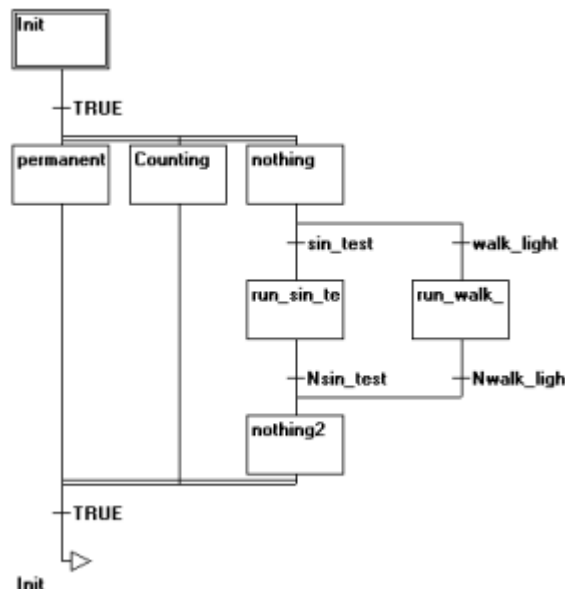 Init
TRUE
permanent Counting nothing
sin_test walk_light
run_sin_te run_walk_
Nsin_test Nwalk_ligh
nothing2
TRUE
Init